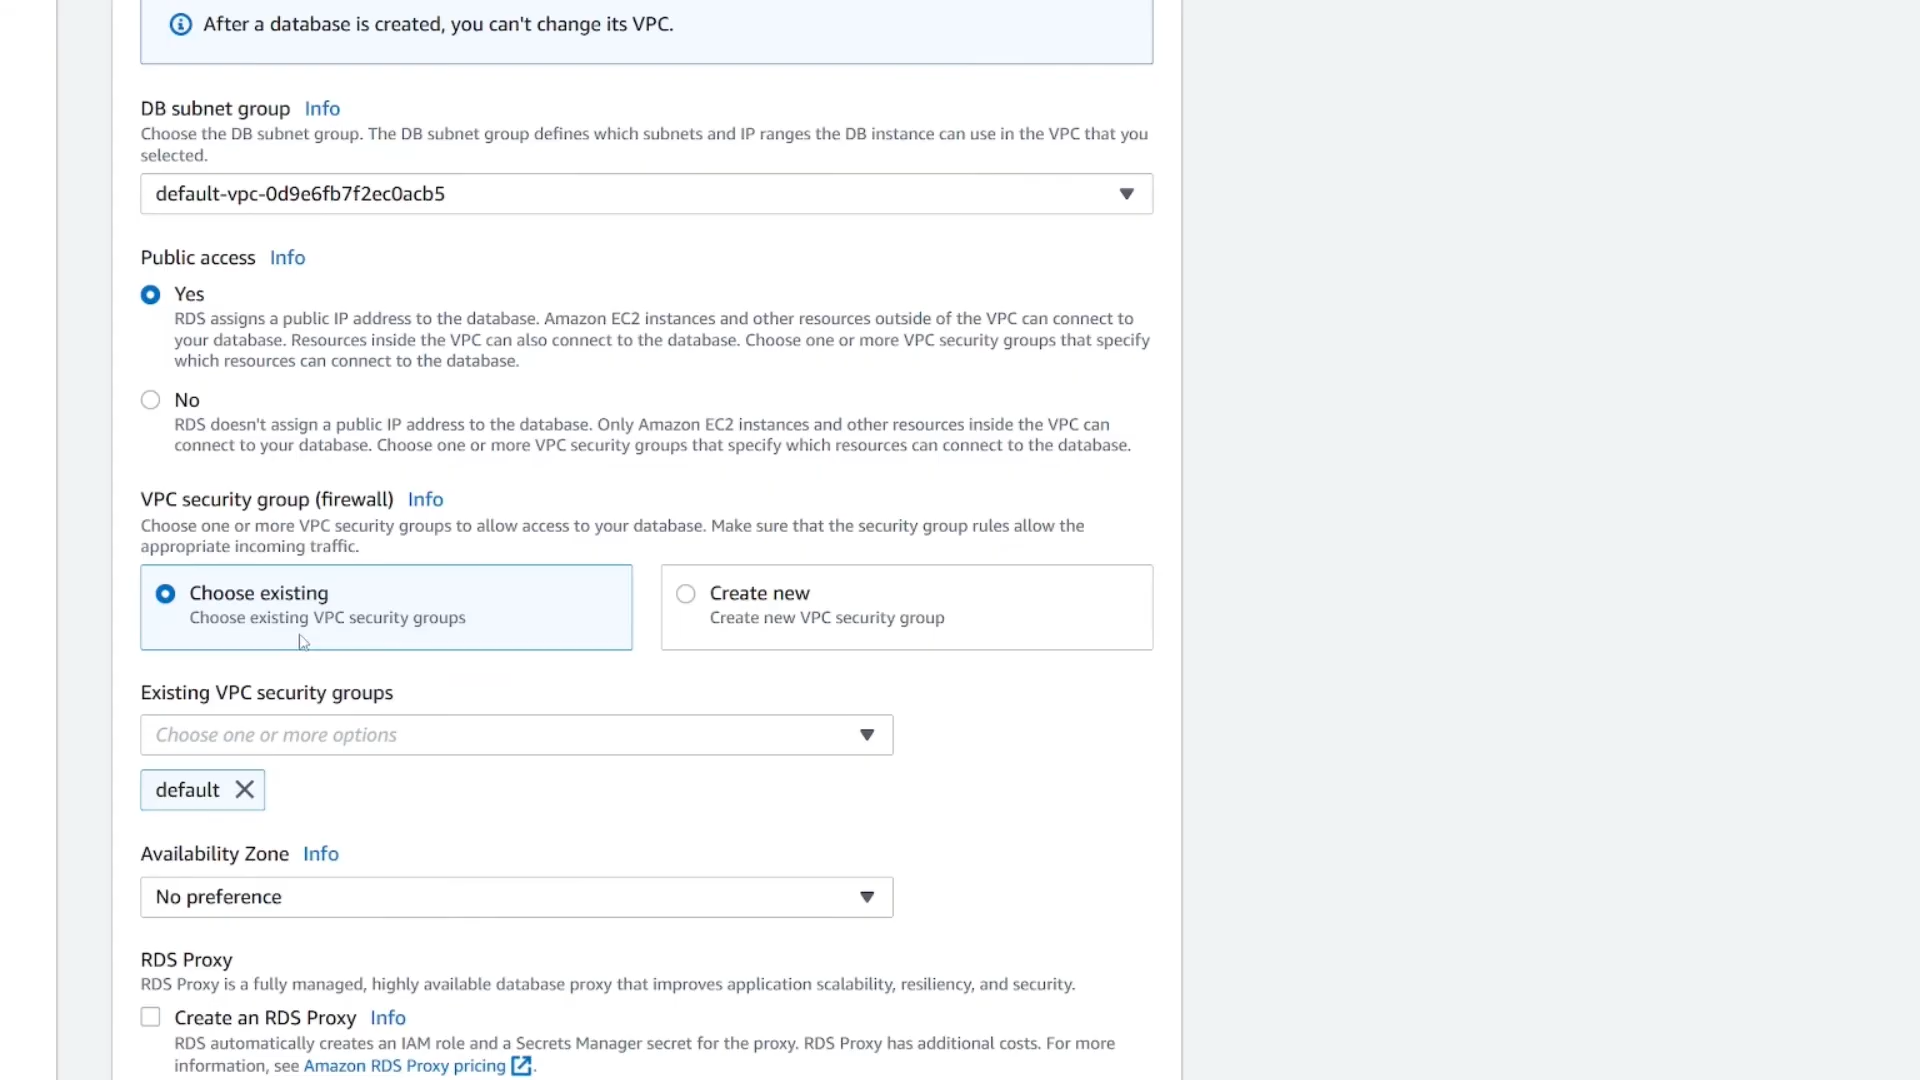 After a database is created, you can't change its VPC.
DB subnet group Info
Choose the DB subnet group. The DB subnet group defines which subnets and IP ranges the DB instance can use in the VPC that you
selected.
default-vpc-0d9e6fb7f2ec0acb5
Public access Info
Yes
RDS assigns a public IP address to the database. Amazon EC2 instances and other resources outside of the VPC can connect to
your database. Resources inside the VPC can also connect to the database. Choose one or more VPC security groups that specify
which resources can connect to the database.
No
RDS doesn't assign a public IP address to the database. Only Amazon EC2 instances and other resources inside the VPC can
connect to your database. Choose one or more VPC security groups that specify which resources can connect to the database.
VPC security group (firewall) Info
Choose one or more VPC security groups to allow access to your database. Make sure that the security group rules allow the
appropriate incoming traffic.
Choose existing
Choose existing VPC security groups
Create new
Create new VPC security group
Existing VPC security groups
Choose one or more options
default
Availability Zone Info
No preference
RDS Proxy
RDS Proxy is a fully managed, highly available database proxy that improves application scalability, resiliency, and security.
Create an RDS Proxy Info
RDS automatically creates an IAM role and a Secrets Manager secret for the proxy. RDS Proxy has additional costs. For more
information, see Amazon RDS Proxy pricing.